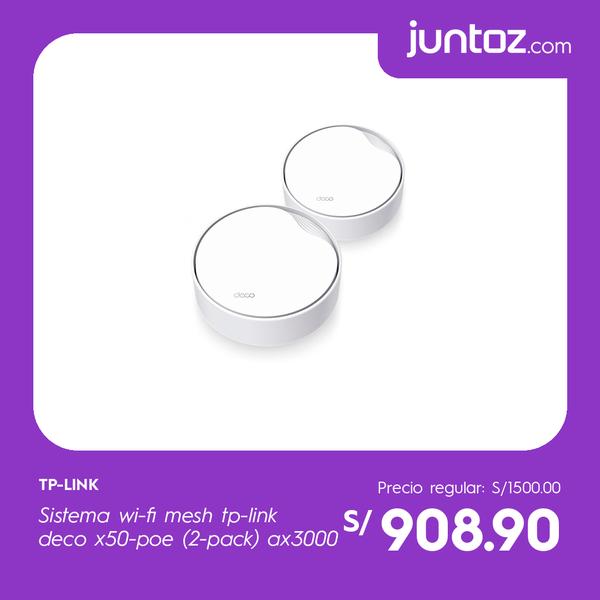 juntoz.com
deco
deco
TP-LINK
Precio regular: S/1500.00
Sistema wi-fi mesh tp-link
deco x50-poe (2-pack) ax3000
S/ 908.90